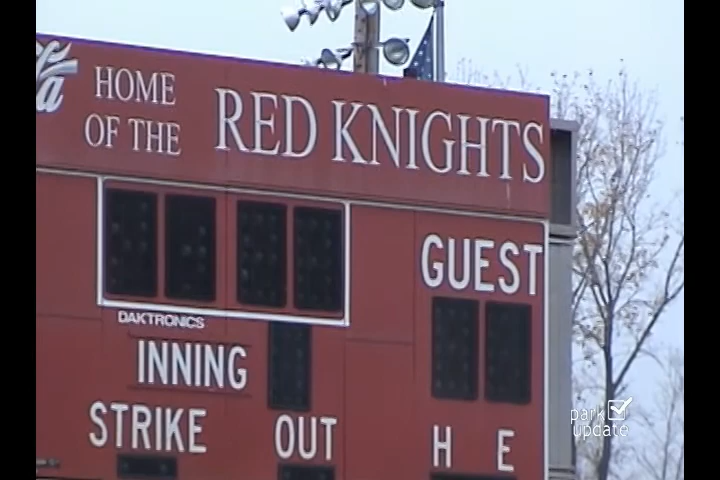 HOME
OF THE
RED KNIGHTS
GUEST
DAKTRONICS
INNING
STRIKE
OUT
H
E
park
update